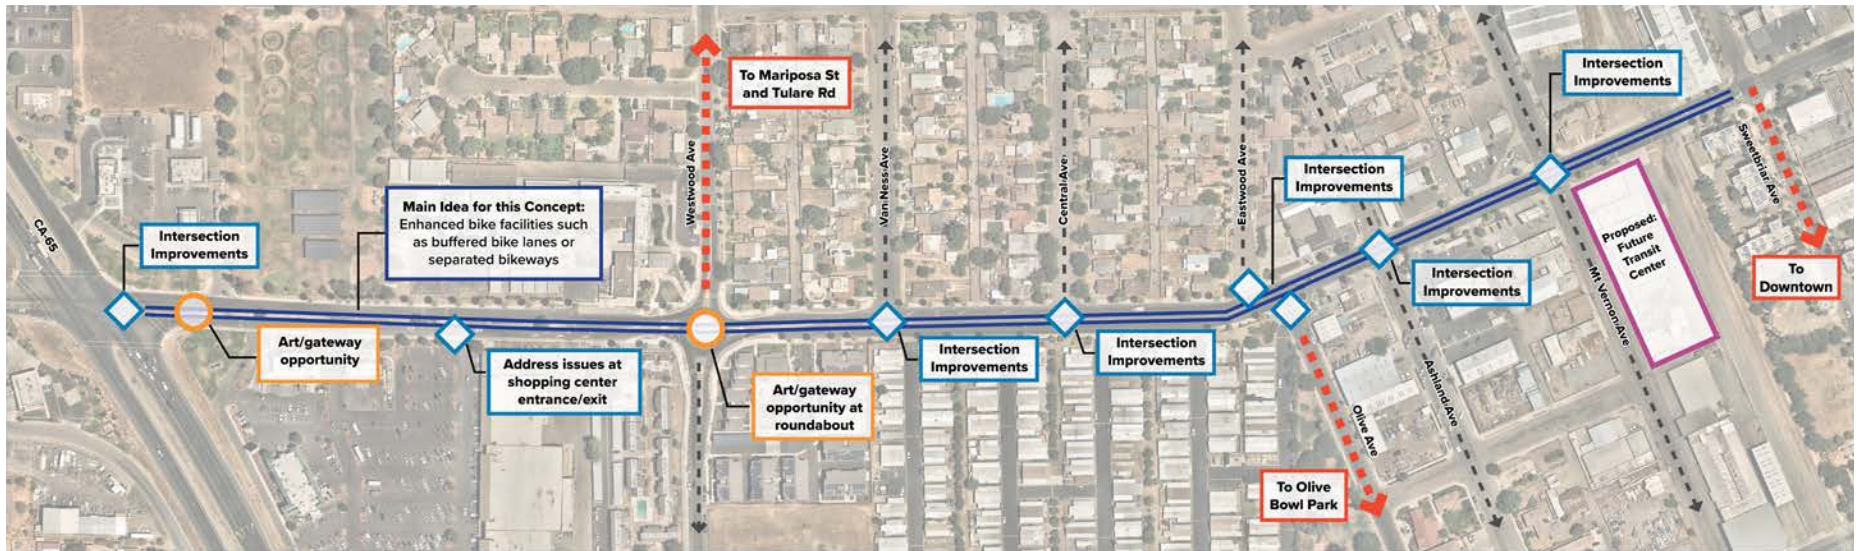 To Mariposa St
and Tulare Rd
Intersection
Improvements
Westwood Ave
Van Ness Ave
Central Ave
Eastwood Ave
Sweetbriar Ave
Intersection
Improvements
Main Idea for this Concept:
Enhanced bike facilities such
as buffered bike lanes or
separated bikeways
CA-65
Intersection
Improvements
Proposed:
Future
Transit
Center
To
Downtown
Intersection
Improvements
Mt Vernon Ave
Art/gateway
opportunity
Address issues at
shopping center
entrance/exit
Intersection
Improvements
Intersection
Improvements
Art/gateway
opportunity at
roundabout
Ashland Ave
Olive Ave
To Olive
Bowl Park